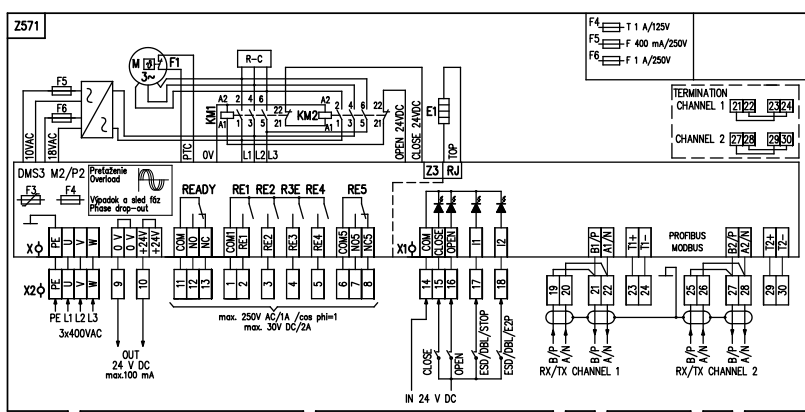 Z571
F4 T 1 A/125V
F5 F 400 mA/250V
F6 F 1 A/250V
TERMINATION
CHANNEL 1 21 22 23 24
CHANNEL 2 27 28 29 30
M 3~ F1
R-C
F5
F6
KM1 A2 A1 2 4 6 1 3 5 22 21
KM2 A2 A1 2 4 6 1 3 5 22 21
E1
10VAC
18VAC
PTC
0V
L1 L2 L3
OPEN 24VDC
CLOSE 24VDC
TOP
Z3 RJ
DMS3 M2/P2
F3 F4
Preťaženie
Overload
Výpadok a sled fáz
Phase drop-out
READY
RE1 RE2 R3E RE4
RE5
X
PE U V W
0 V 0 V +24V +24V
COM NO NC
COM1 RE1 RE2 RE3 RE4 RE5
COM5 NO5 NC5
X1
COM CLOSE OPEN I1 I2
B1/P A1/N T1+ T1-
PROFIBUS
MODBUS
B2/P A2/N T2+ T2-
X2
PE U V W
9 10
11 12 13
1 2 3 4 5
6 7 8
14 15 16 17 18
19 20 21 22 23 24
25 26 27 28 29 30
PE L1 L2 L3
3x400VAC
max. 250V AC/1A /cos phi=1
max. 30V DC/2A
OUT
24 V DC
max.100 mA
CLOSE
OPEN
ESD/DBL/STOP
ESD/DBL/E2P
IN 24 V DC
B/P A/N B/P A/N
RX/TX CHANNEL 1
B/P A/N B/P A/N
RX/TX CHANNEL 2